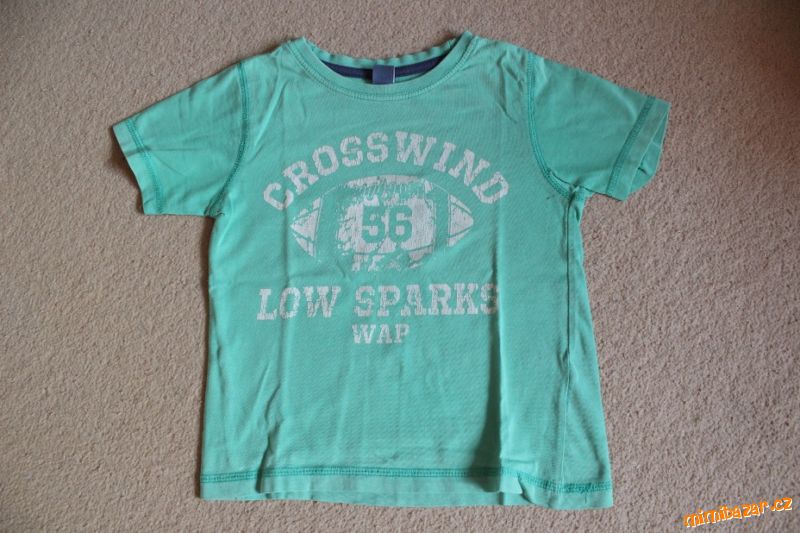 CROSSWIND
56
LOW SPARKS
WAP
mimibazar.cz